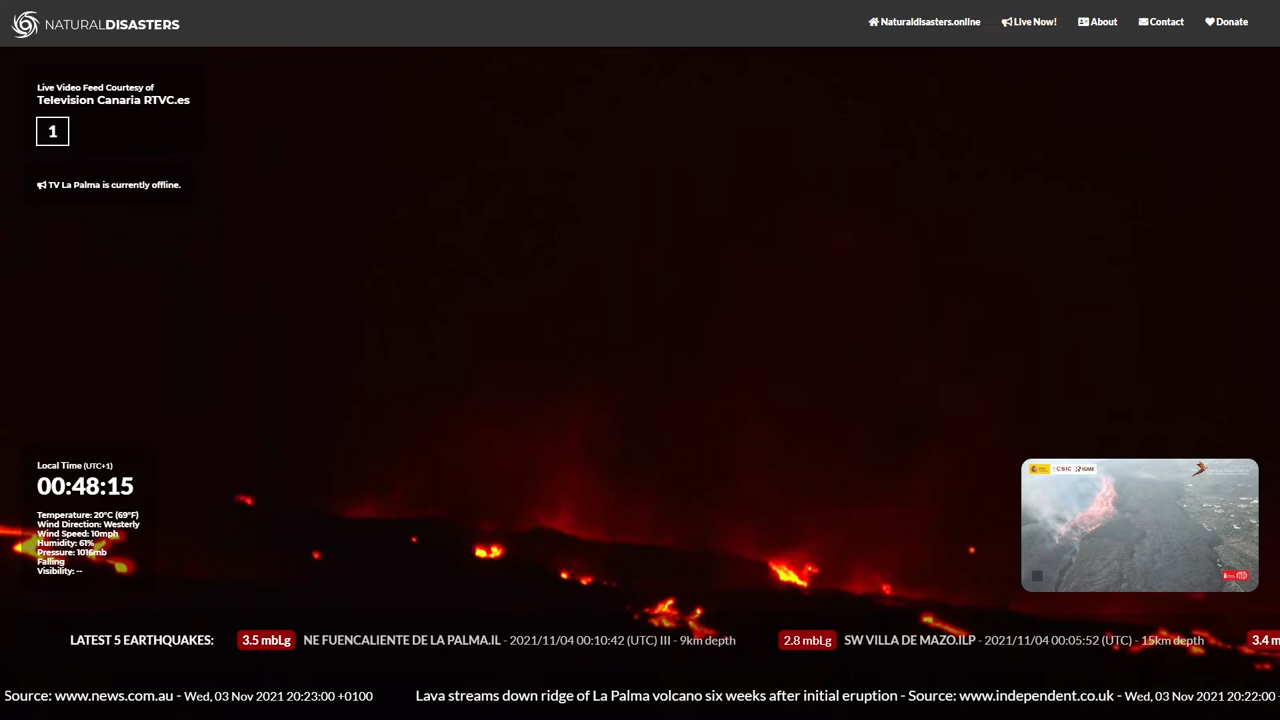 NATURALDISASTERS
Naturaldisasters.online
Live Now!
About
Contact
Donate
Live Video Feed Courtesy of
Television Canaria RTVC.es
1
TV La Palma is currently offline.
Local Time (UTC+1)
00:48:15
Temperature: 20°C (69°F)
Wind Direction: Westerly
Wind Speed: 10mph
Humidity: 61%
Pressure: 1016mb
Falling
Visibility: --
CSIC IGME
LATEST 5 EARTHQUAKES: 3.5 mbLg NE FUENCALIENTE DE LA PALMA.IL - 2021/11/04 00:10:42 (UTC) III - 9km depth 2.8 mbLg SW VILLA DE MAZO.ILP - 2021/11/04 00:05:52 (UTC) - 15km depth 3.4 m
Source: www.news.com.au - Wed, 03 Nov 2021 20:23:00 +0100 Lava streams down ridge of La Palma volcano six weeks after initial eruption - Source: www.independent.co.uk - Wed, 03 Nov 2021 20:22:00